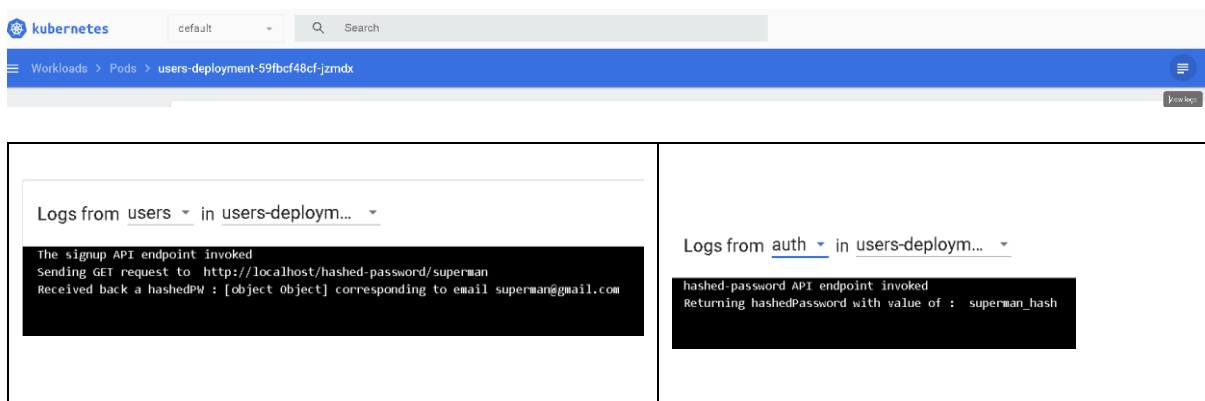 kubernetes default Search
Workloads > Pods > users-deployment-59fbcf48cf-jzmdx
View logs
Logs from users in users-deploym...
The signup API endpoint invoked
Sending GET request to http://localhost/hashed-password/superman
Received back a hashedPW : [object Object] corresponding to email superman@gmail.com
Logs from auth in users-deploym...
hashed-password API endpoint invoked
Returning hashedPassword with value of : superman_hash